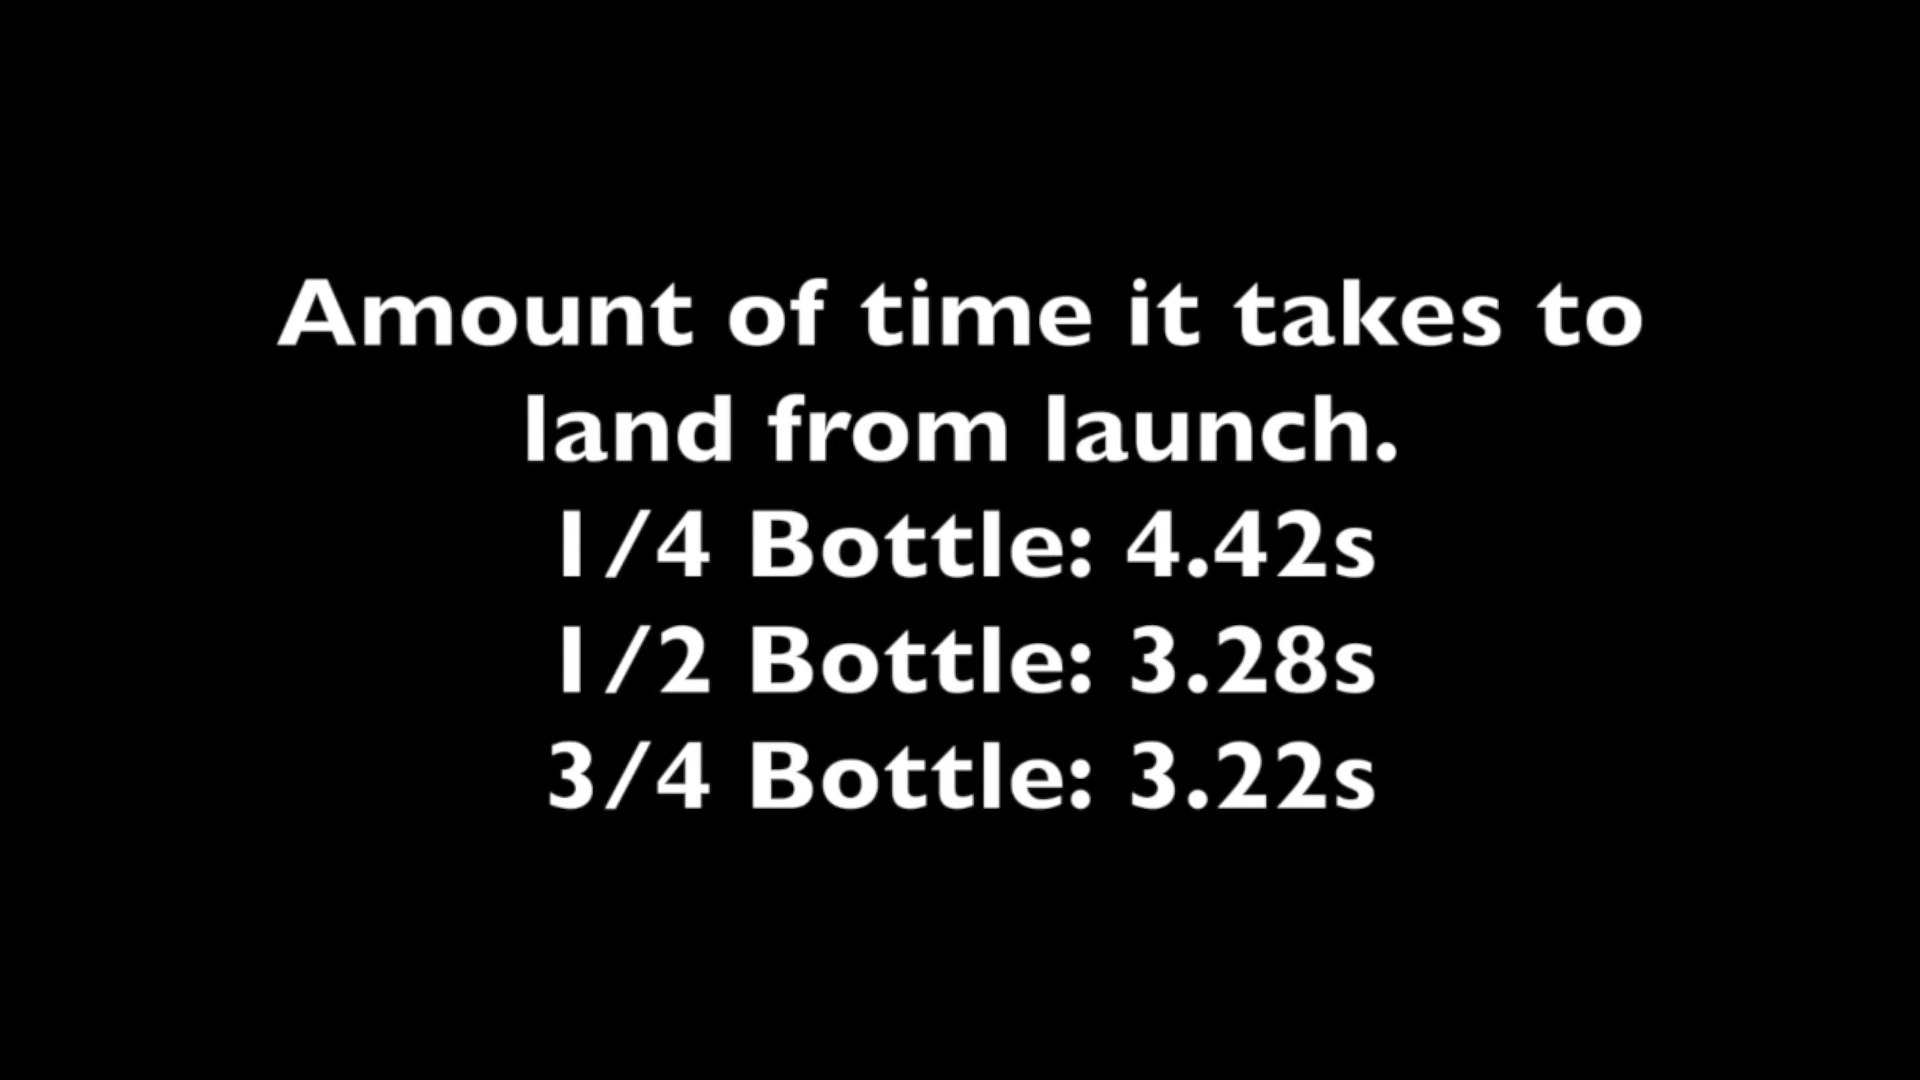 Amount of time it takes to
land from launch.
1/4 Bottle: 4.42s
1/2 Bottle: 3.28s
3/4 Bottle: 3.22s